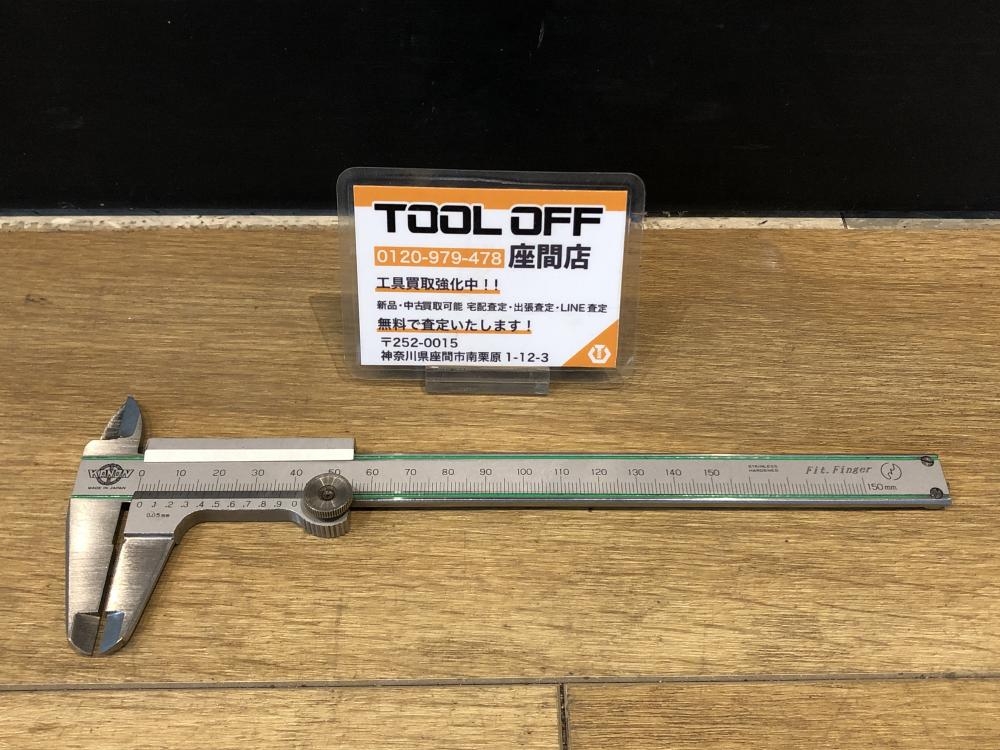 TOOL OFF
0120-979-478 座間店
工具買取強化中！！
新品・中古買取可能 宅配査定・出張査定・LINE査定
無料で査定いたします！
〒252-0015
神奈川県座間市南栗原 1-12-3
KANON
MADE IN JAPAN
0 10 20 30 40 50 60 70 80 90 100 110 120 130 140 150
STAINLESS
HARDENED
Fit.Finger
150mm
0 .1 .2 .3 .4 .5 .6 .7 .8 .9 0
0.05mm